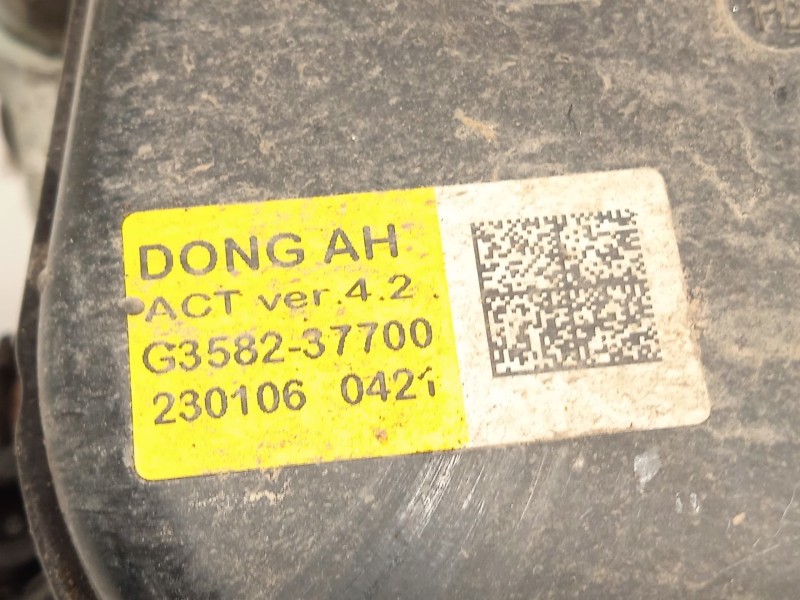 DONG AH
ACT ver.4.2.
G3582-37700
230106 0421